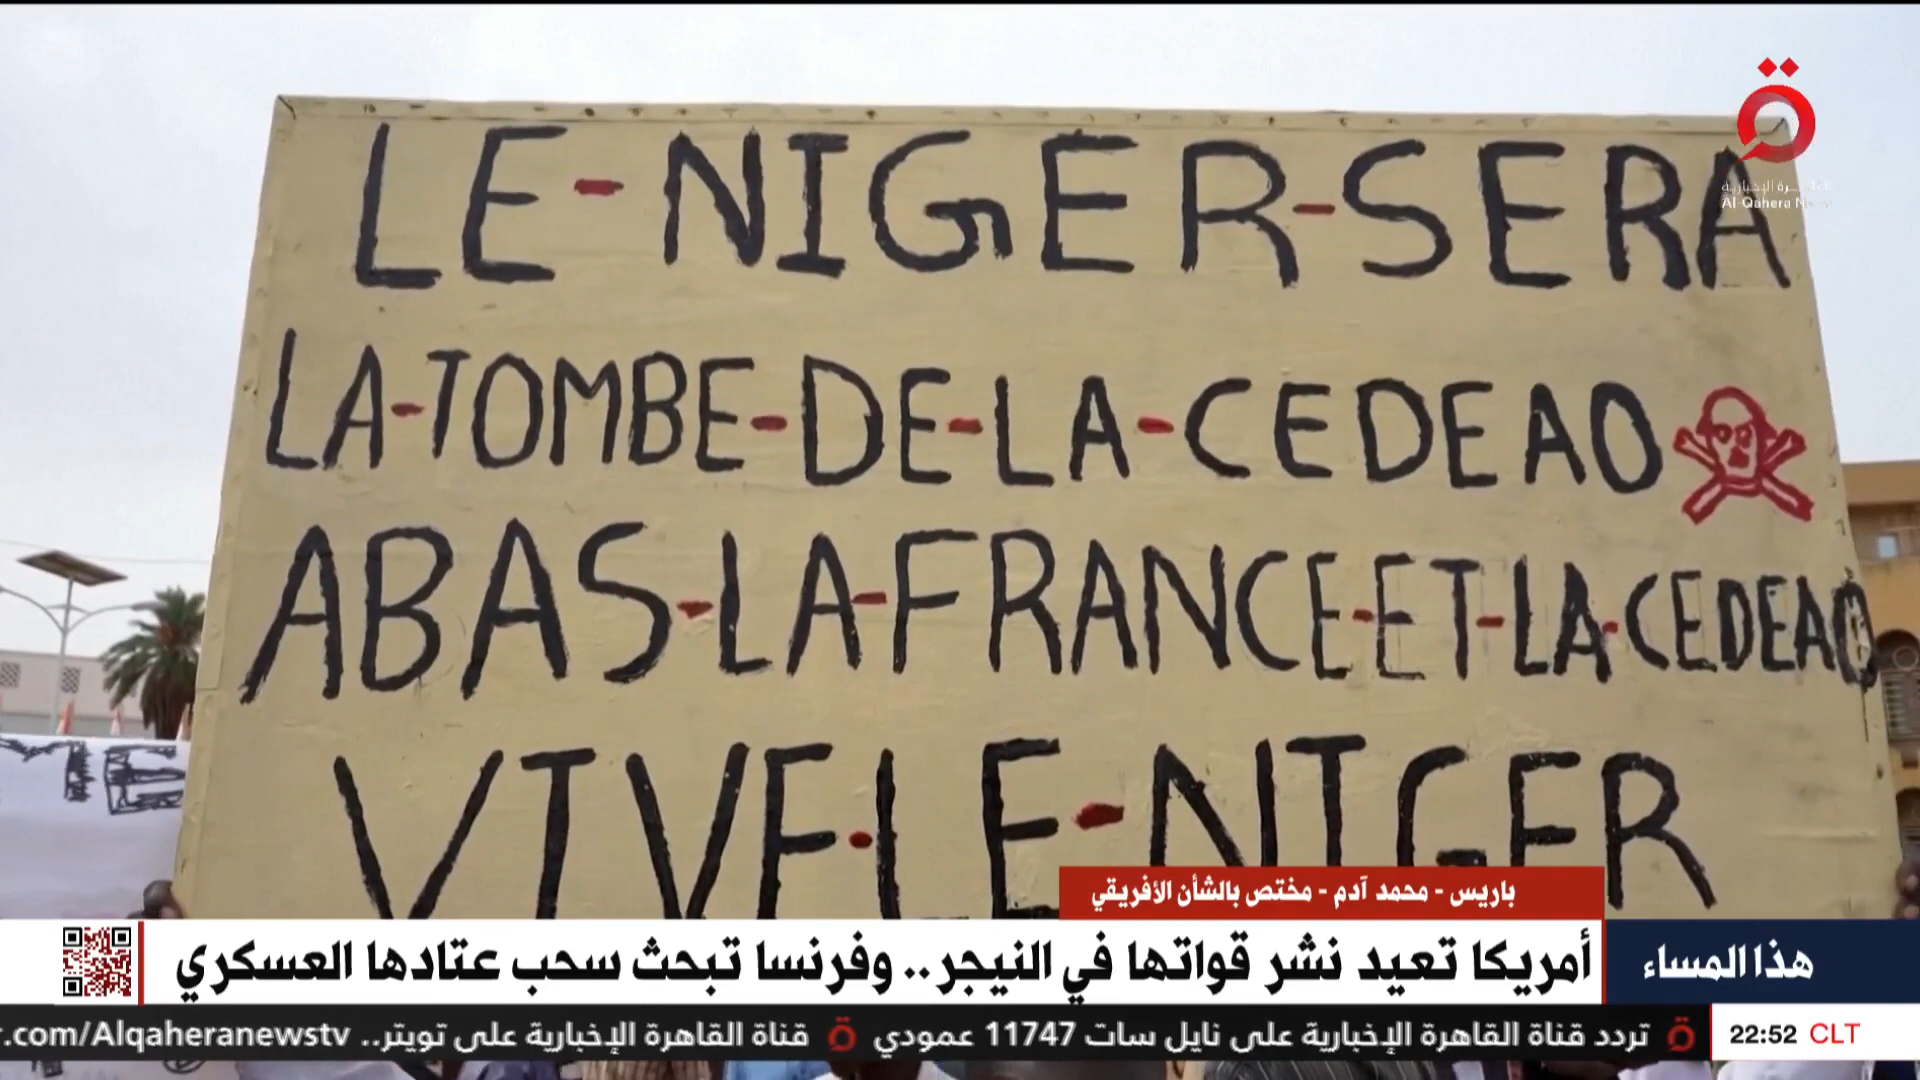 القاهرة الإخبارية
Al-Qahera News
LE-NIGER-SERA
LA-TOMBE-DE-LA-CEDEAO
ABAS-LA-FRANCE-ET-LA-CEDEAO
VIVE-LE-NIGER
باريس - محمد آدم - مختص بالشأن الأفريقي
هذا المساء
أمريكا تعيد نشر قواتها في النيجر.. وفرنسا تبحث سحب عتادها العسكري
22:52 CLT
تردد قناة القاهرة الإخبارية على نايل سات 11747 عمودي
قناة القاهرة الإخبارية على تويتر.. .com/Alqaheranewstv